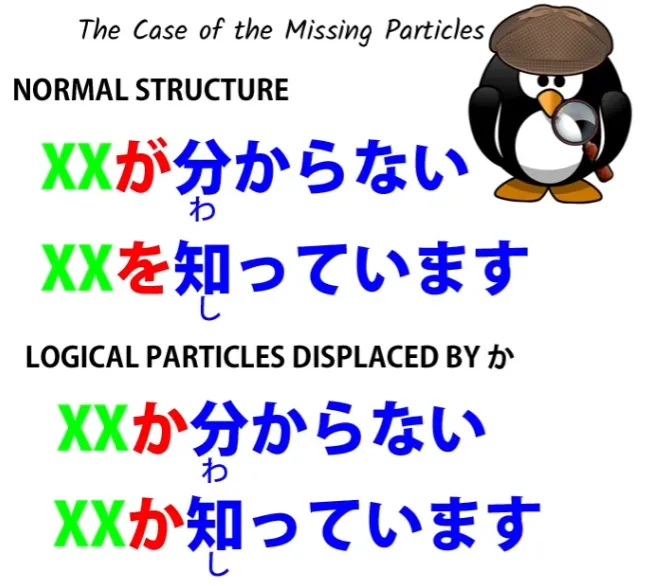 The Case of the Missing Particles
NORMAL STRUCTURE
XXが分からない
わ
XXを知っています
し
LOGICAL PARTICLES DISPLACED BY か
XXか分からない
わ
XXか知っています
し